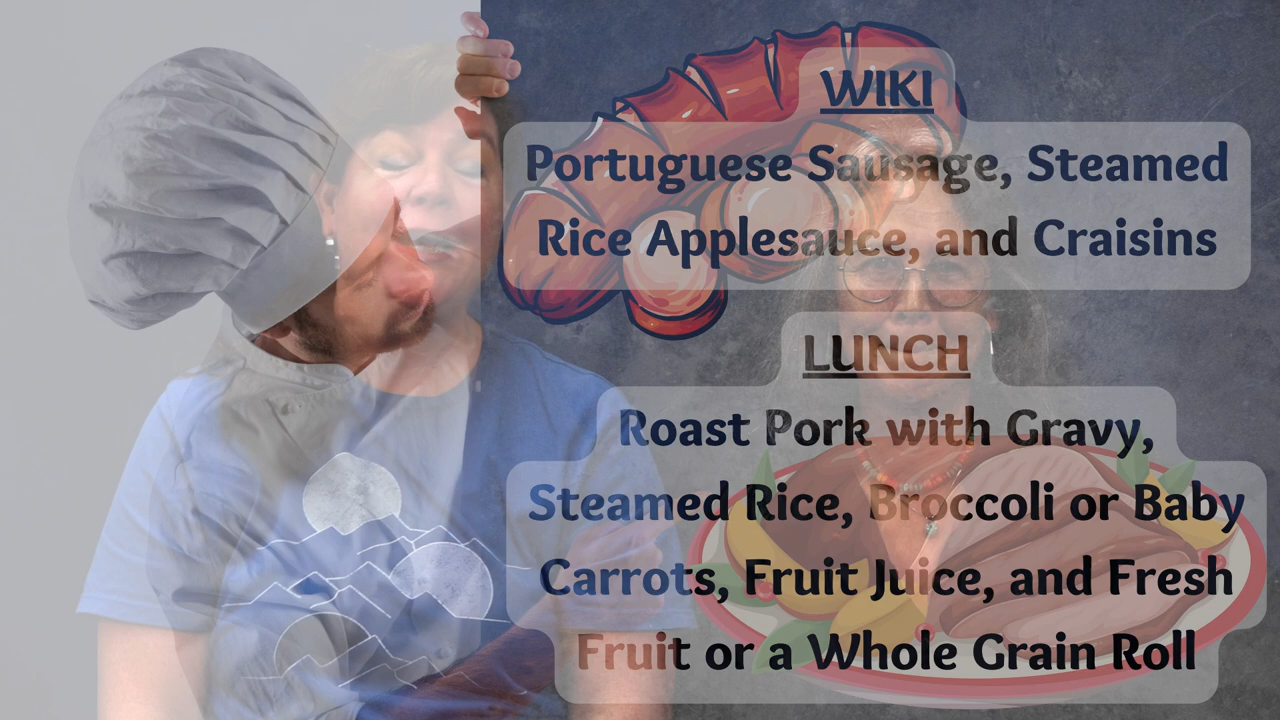 WIKI
Portuguese Sausage, Steamed
Rice Applesauce, and Craisins
LUNCH
Roast Pork with Gravy,
Steamed Rice, Broccoli or Baby
Carrots, Fruit Juice, and Fresh
Fruit or a Whole Grain Roll